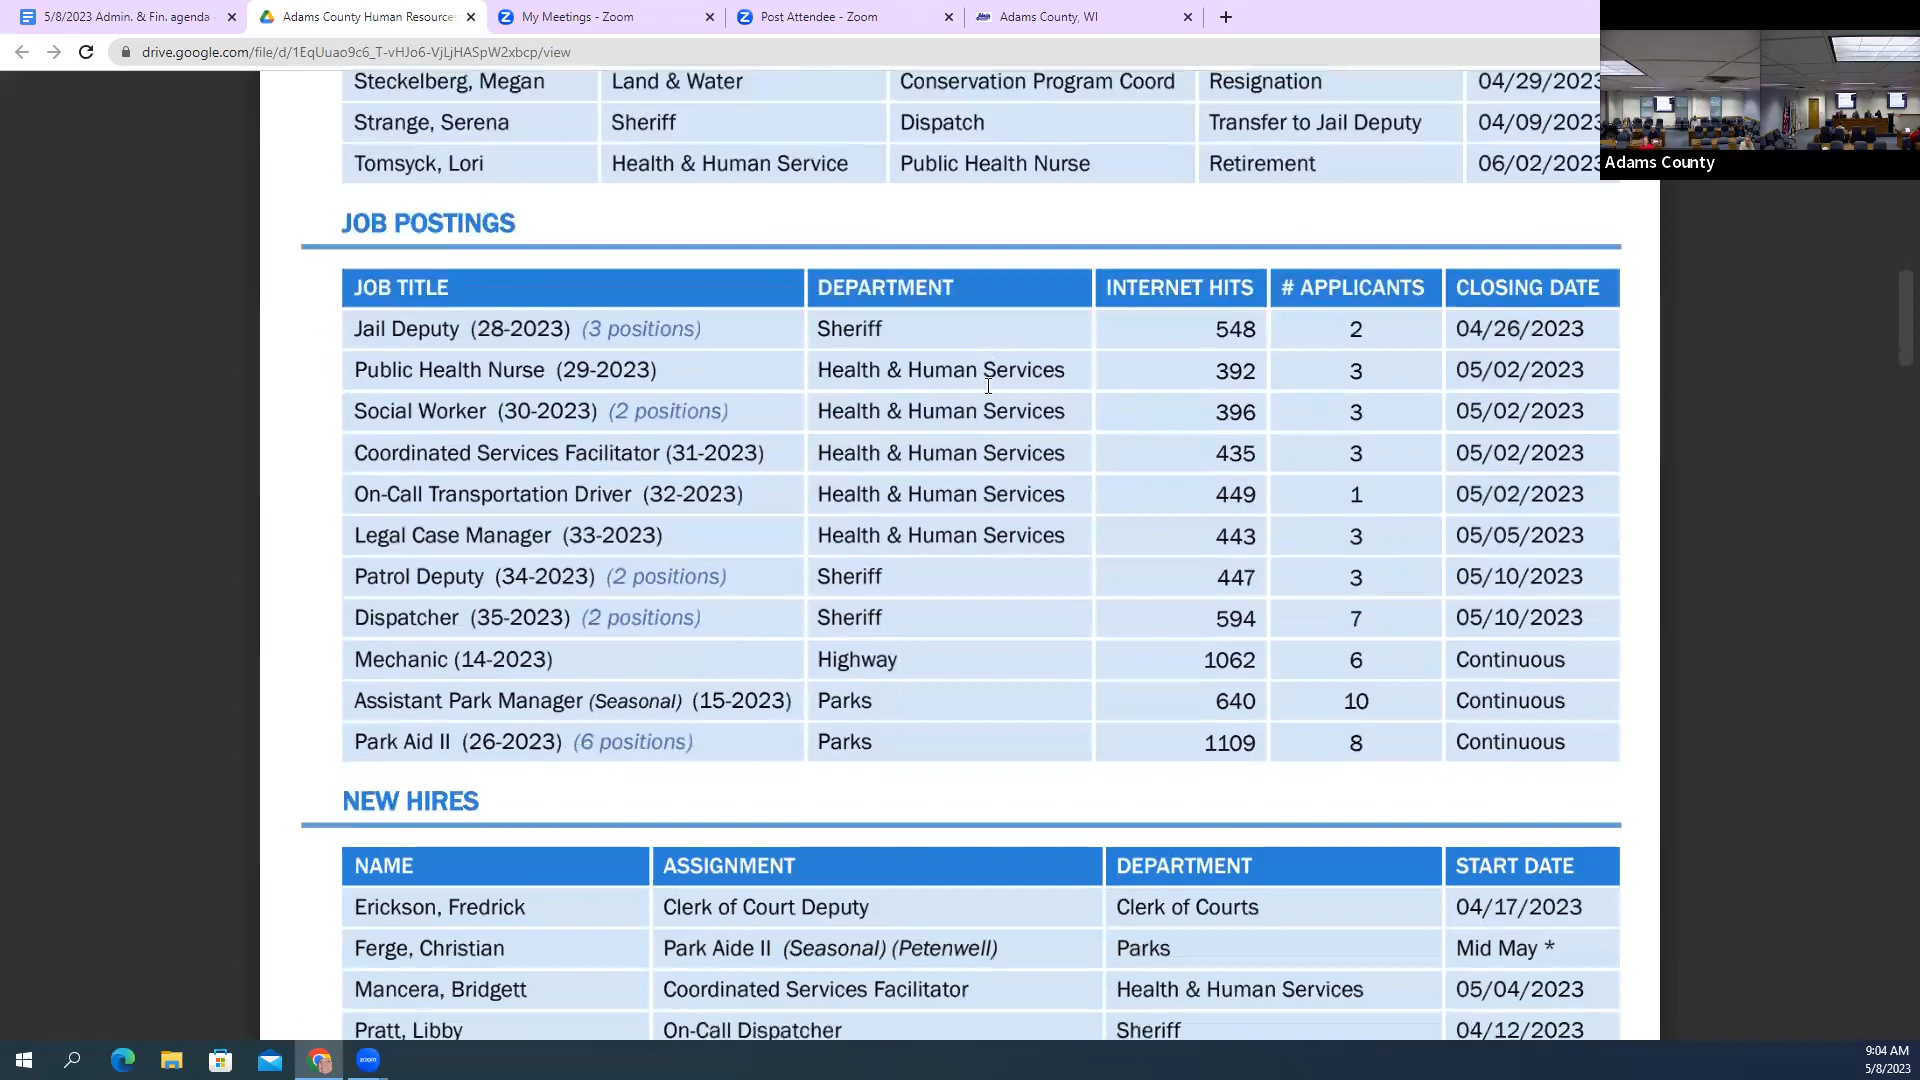 5/8/2023 Admin. & Fin. agenda
Adams County Human Resource
My Meetings - Zoom
Post Attendee - Zoom
Adams County, WI
drive.google.com/file/d/1EqUuao9c6_T-vHJo6-VjLjHASpW2xbcp/view
Adams County
Steckelberg, Megan Land & Water Conservation Program Coord Resignation 04/29/2023
Strange, Serena Sheriff Dispatch Transfer to Jail Deputy 04/09/2023
Tomsyck, Lori Health & Human Service Public Health Nurse Retirement 06/02/2023
JOB POSTINGS
JOB TITLE DEPARTMENT INTERNET HITS # APPLICANTS CLOSING DATE
Jail Deputy (28-2023) (3 positions) Sheriff 548 2 04/26/2023
Public Health Nurse (29-2023) Health & Human Services 392 3 05/02/2023
Social Worker (30-2023) (2 positions) Health & Human Services 396 3 05/02/2023
Coordinated Services Facilitator (31-2023) Health & Human Services 435 3 05/02/2023
On-Call Transportation Driver (32-2023) Health & Human Services 449 1 05/02/2023
Legal Case Manager (33-2023) Health & Human Services 443 3 05/05/2023
Patrol Deputy (34-2023) (2 positions) Sheriff 447 3 05/10/2023
Dispatcher (35-2023) (2 positions) Sheriff 594 7 05/10/2023
Mechanic (14-2023) Highway 1062 6 Continuous
Assistant Park Manager (Seasonal) (15-2023) Parks 640 10 Continuous
Park Aid II (26-2023) (6 positions) Parks 1109 8 Continuous
NEW HIRES
NAME ASSIGNMENT DEPARTMENT START DATE
Erickson, Fredrick Clerk of Court Deputy Clerk of Courts 04/17/2023
Ferge, Christian Park Aide II (Seasonal) (Petenwell) Parks Mid May *
Mancera, Bridgett Coordinated Services Facilitator Health & Human Services 05/04/2023
Pratt, Libby On-Call Dispatcher Sheriff 04/12/2023
zoom
9:04 AM
5/8/2023